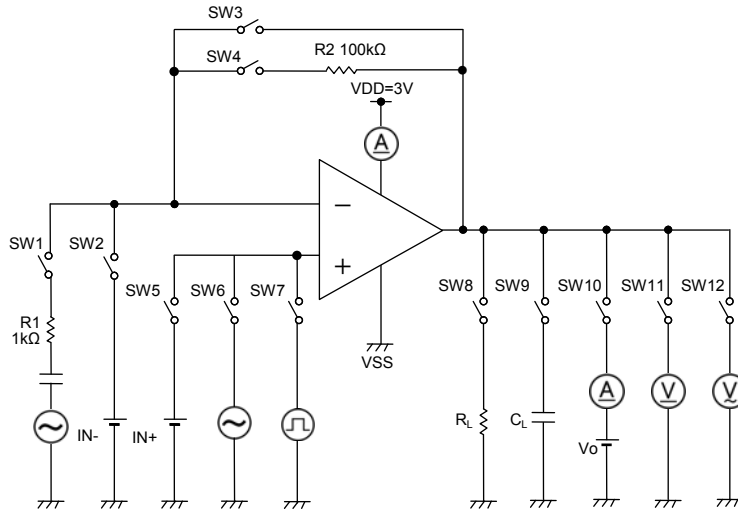 SW3
SW4
R2 100kΩ
VDD=3V
A
SW1
SW2
SW5
SW6
SW7
SW8
SW9
SW10
SW11
SW12
R1
1kΩ
VSS
A
V
V
IN-
IN+
RL
CL
Vo